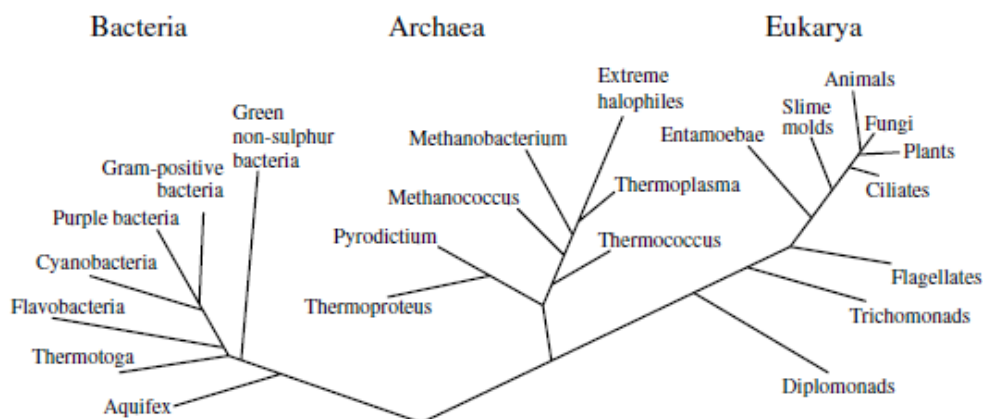 Bacteria
Archaea
Eukarya
Green
non-sulphur
bacteria
Gram-positive
bacteria
Purple bacteria
Cyanobacteria
Flavobacteria
Thermotoga
Aquifex
Extreme
halophiles
Methanobacterium
Methanococcus
Thermoplasma
Pyrodictium
Thermococcus
Thermoproteus
Animals
Slime
molds
Fungi
Entamoebae
Plants
Ciliates
Flagellates
Trichomonads
Diplomonads